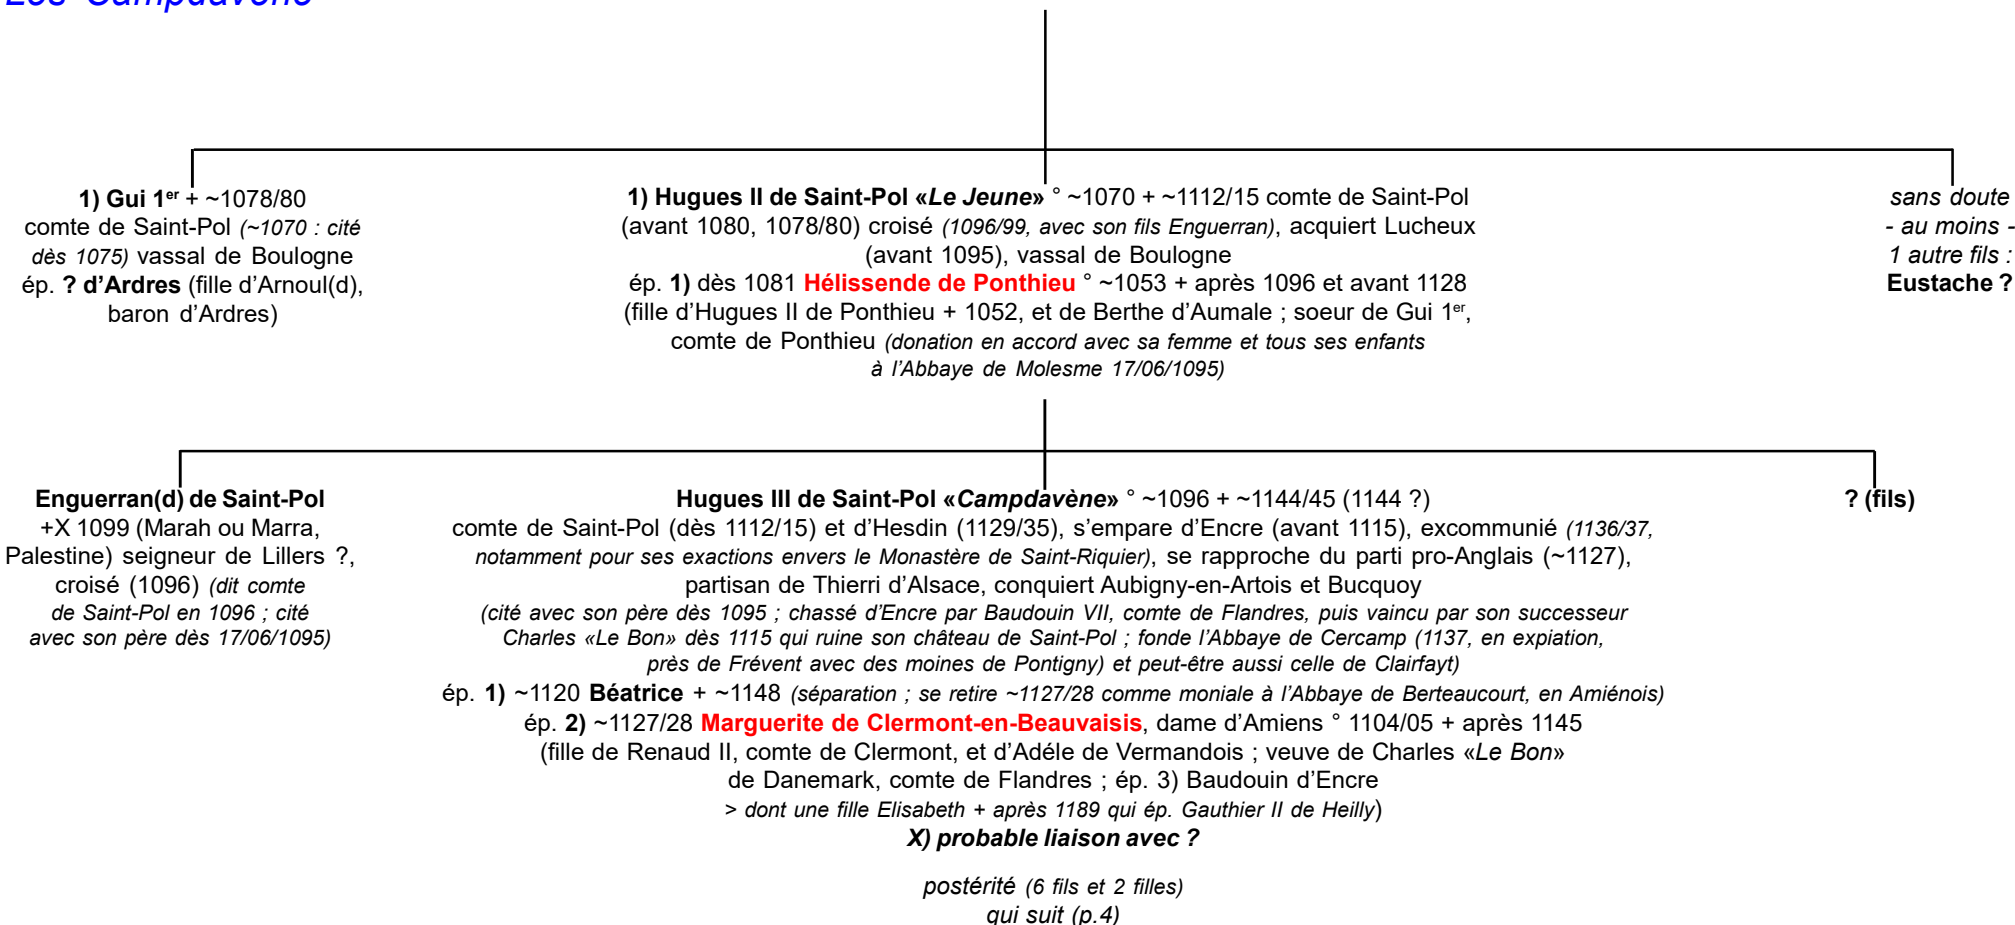 Les Campdavène
1) Gui 1er + ~1078/80
comte de Saint-Pol (~1070 : cité
dès 1075) vassal de Boulogne
ép. ? d’Ardres (fille d’Arnoul(d),
baron d’Ardres)
1) Hugues II de Saint-Pol «Le Jeune» ° ~1070 + ~1112/15 comte de Saint-Pol
(avant 1080, 1078/80) croisé (1096/99, avec son fils Enguerran), acquiert Lucheux
(avant 1095), vassal de Boulogne
ép. 1) dès 1081 Hélissende de Ponthieu ° ~1053 + après 1096 et avant 1128
(fille d’Hugues II de Ponthieu + 1052, et de Berthe d’Aumale ; soeur de Gui 1er,
comte de Ponthieu (donation en accord avec sa femme et tous ses enfants
à l’Abbaye de Molesme 17/06/1095)
sans doute
- au moins -
1 autre fils :
Eustache ?
Enguerran(d) de Saint-Pol
+X 1099 (Marah ou Marra,
Palestine) seigneur de Lillers ?,
croisé (1096) (dit comte
de Saint-Pol en 1096 ; cité
avec son père dès 17/06/1095)
Hugues III de Saint-Pol «Campdavène» ° ~1096 + ~1144/45 (1144 ?)
comte de Saint-Pol (dès 1112/15) et d’Hesdin (1129/35), s’empare d’Encre (avant 1115), excommunié (1136/37,
notamment pour ses exactions envers le Monastère de Saint-Riquier), se rapproche du parti pro-Anglais (~1127),
partisan de Thierri d’Alsace, conquiert Aubigny-en-Artois et Bucquoy
(cité avec son père dès 1095 ; chassé d’Encre par Baudouin VII, comte de Flandres, puis vaincu par son successeur
Charles «Le Bon» dès 1115 qui ruine son château de Saint-Pol ; fonde l’Abbaye de Cercamp (1137, en expiation,
près de Frévent avec des moines de Pontigny) et peut-être aussi celle de Clairfayt)
ép. 1) ~1120 Béatrice + ~1148 (séparation ; se retire ~1127/28 comme moniale à l’Abbaye de Berteaucourt, en Amiénois)
ép. 2) ~1127/28 Marguerite de Clermont-en-Beauvaisis, dame d’Amiens ° 1104/05 + après 1145
(fille de Renaud II, comte de Clermont, et d’Adéle de Vermandois ; veuve de Charles «Le Bon»
de Danemark, comte de Flandres ; ép. 3) Baudouin d’Encre
> dont une fille Elisabeth + après 1189 qui ép. Gauthier II de Heilly)
X) probable liaison avec ?
postérité (6 fils et 2 filles)
qui suit (p.4)
? (fils)